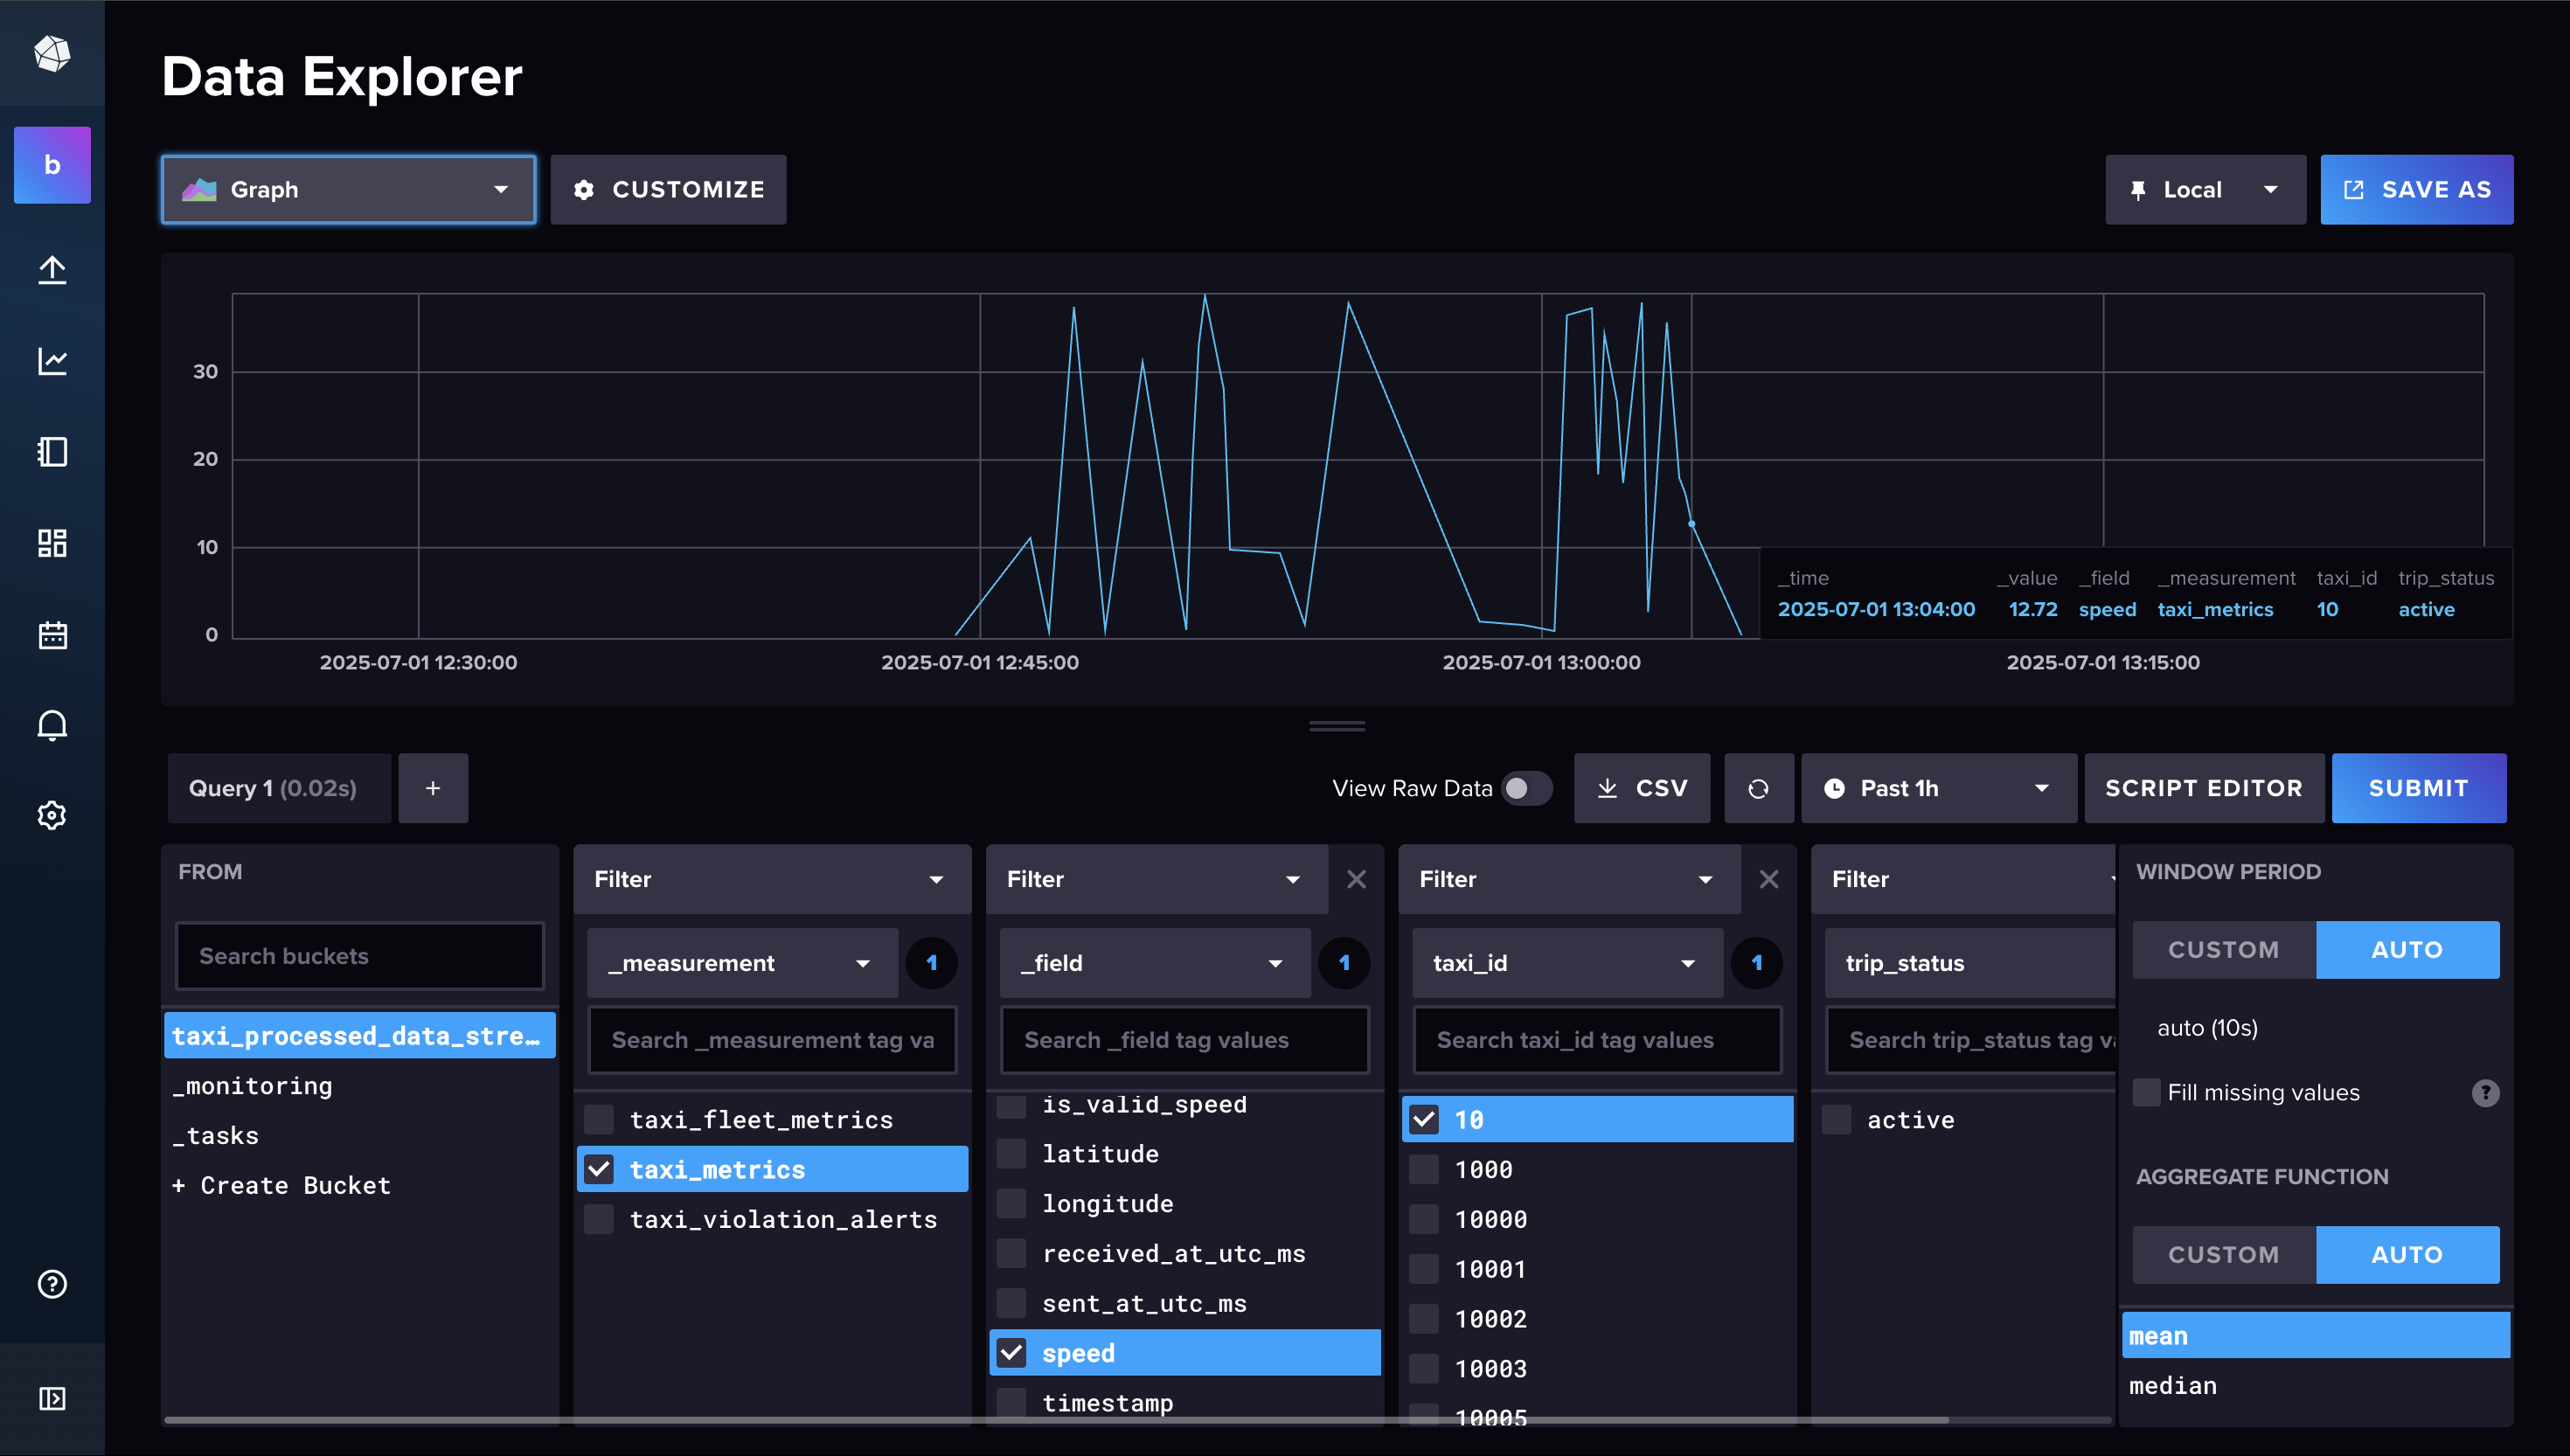 Data Explorer
b
Graph
CUSTOMIZE
Local
SAVE AS
30
20
10
0
2025-07-01 12:30:00
2025-07-01 12:45:00
2025-07-01 13:00:00
2025-07-01 13:15:00
_time _value _field _measurement taxi_id trip_status
2025-07-01 13:04:00 12.72 speed taxi_metrics 10 active
Query 1 (0.02s)
+
View Raw Data
CSV
Past 1h
SCRIPT EDITOR
SUBMIT
FROM
Search buckets
taxi_processed_data_stre…
_monitoring
_tasks
+ Create Bucket
Filter
_measurement
1
Search _measurement tag va
taxi_fleet_metrics
taxi_metrics
taxi_violation_alerts
Filter
_field
1
Search _field tag values
is_valid_speed
latitude
longitude
received_at_utc_ms
sent_at_utc_ms
speed
timestamp
Filter
taxi_id
1
Search taxi_id tag values
10
1000
10000
10001
10002
10003
10005
Filter
trip_status
Search trip_status tag va
active
WINDOW PERIOD
CUSTOM
AUTO
auto (10s)
Fill missing values
?
AGGREGATE FUNCTION
CUSTOM
AUTO
mean
median